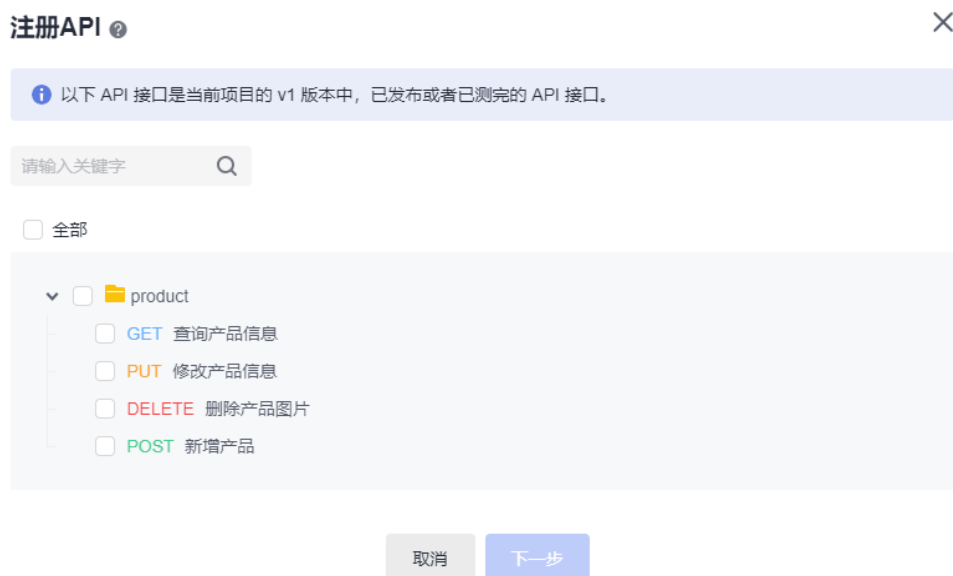 注册API
以下 API 接口是当前项目的 v1 版本中，已发布或者已测完的 API 接口。
请输入关键字
全部
product
GET 查询产品信息
PUT 修改产品信息
DELETE 删除产品图片
POST 新增产品
取消 下一步